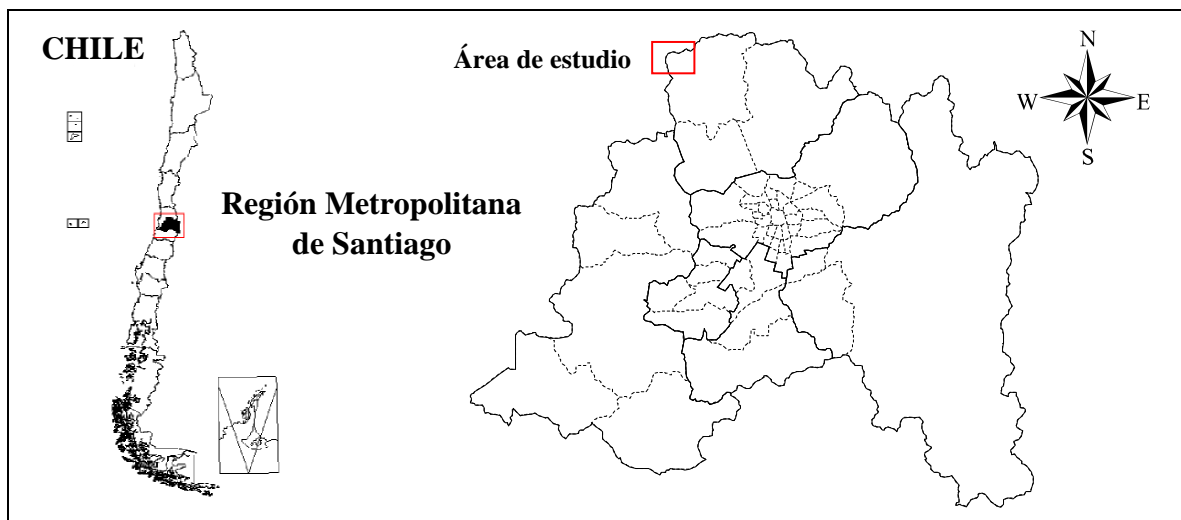 CHILE
Área de estudio
Región Metropolitana
de Santiago
N
W
E
S